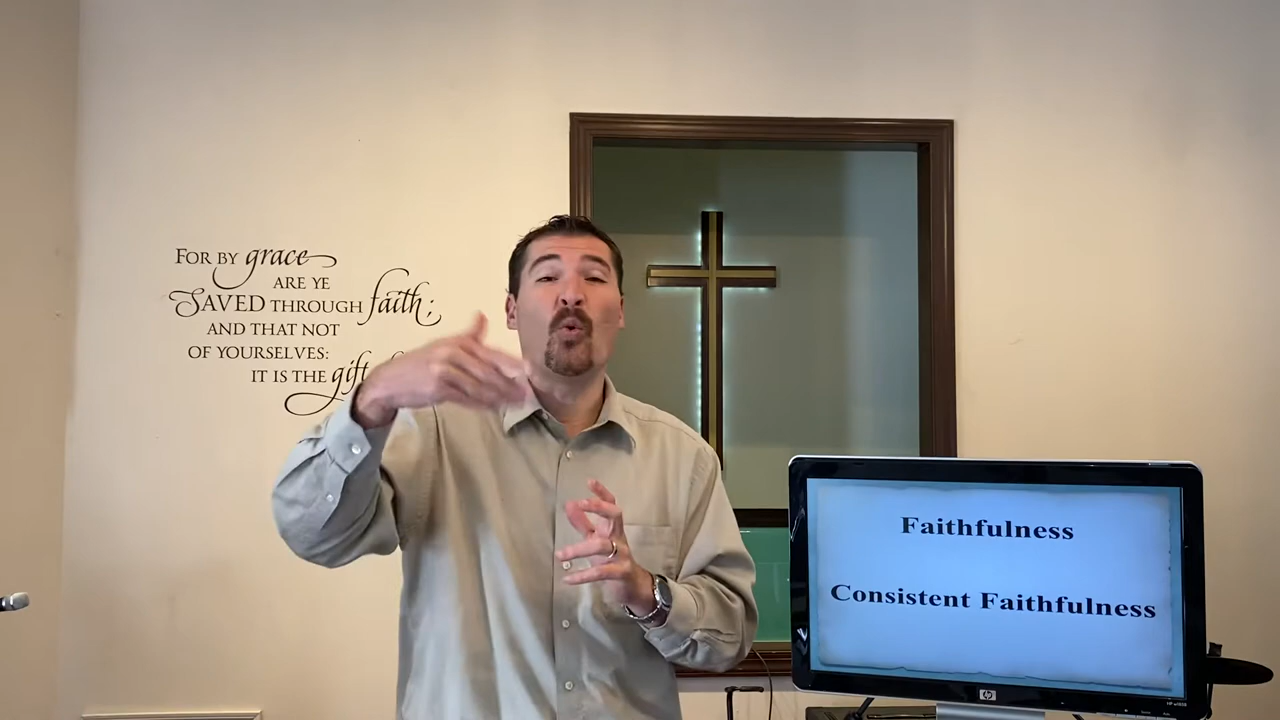 FOR BY grace
ARE YE
SAVED THROUGH faith;
AND THAT NOT
OF YOURSELVES:
IT IS THE gift
Faithfulness
Consistent Faithfulness
hp